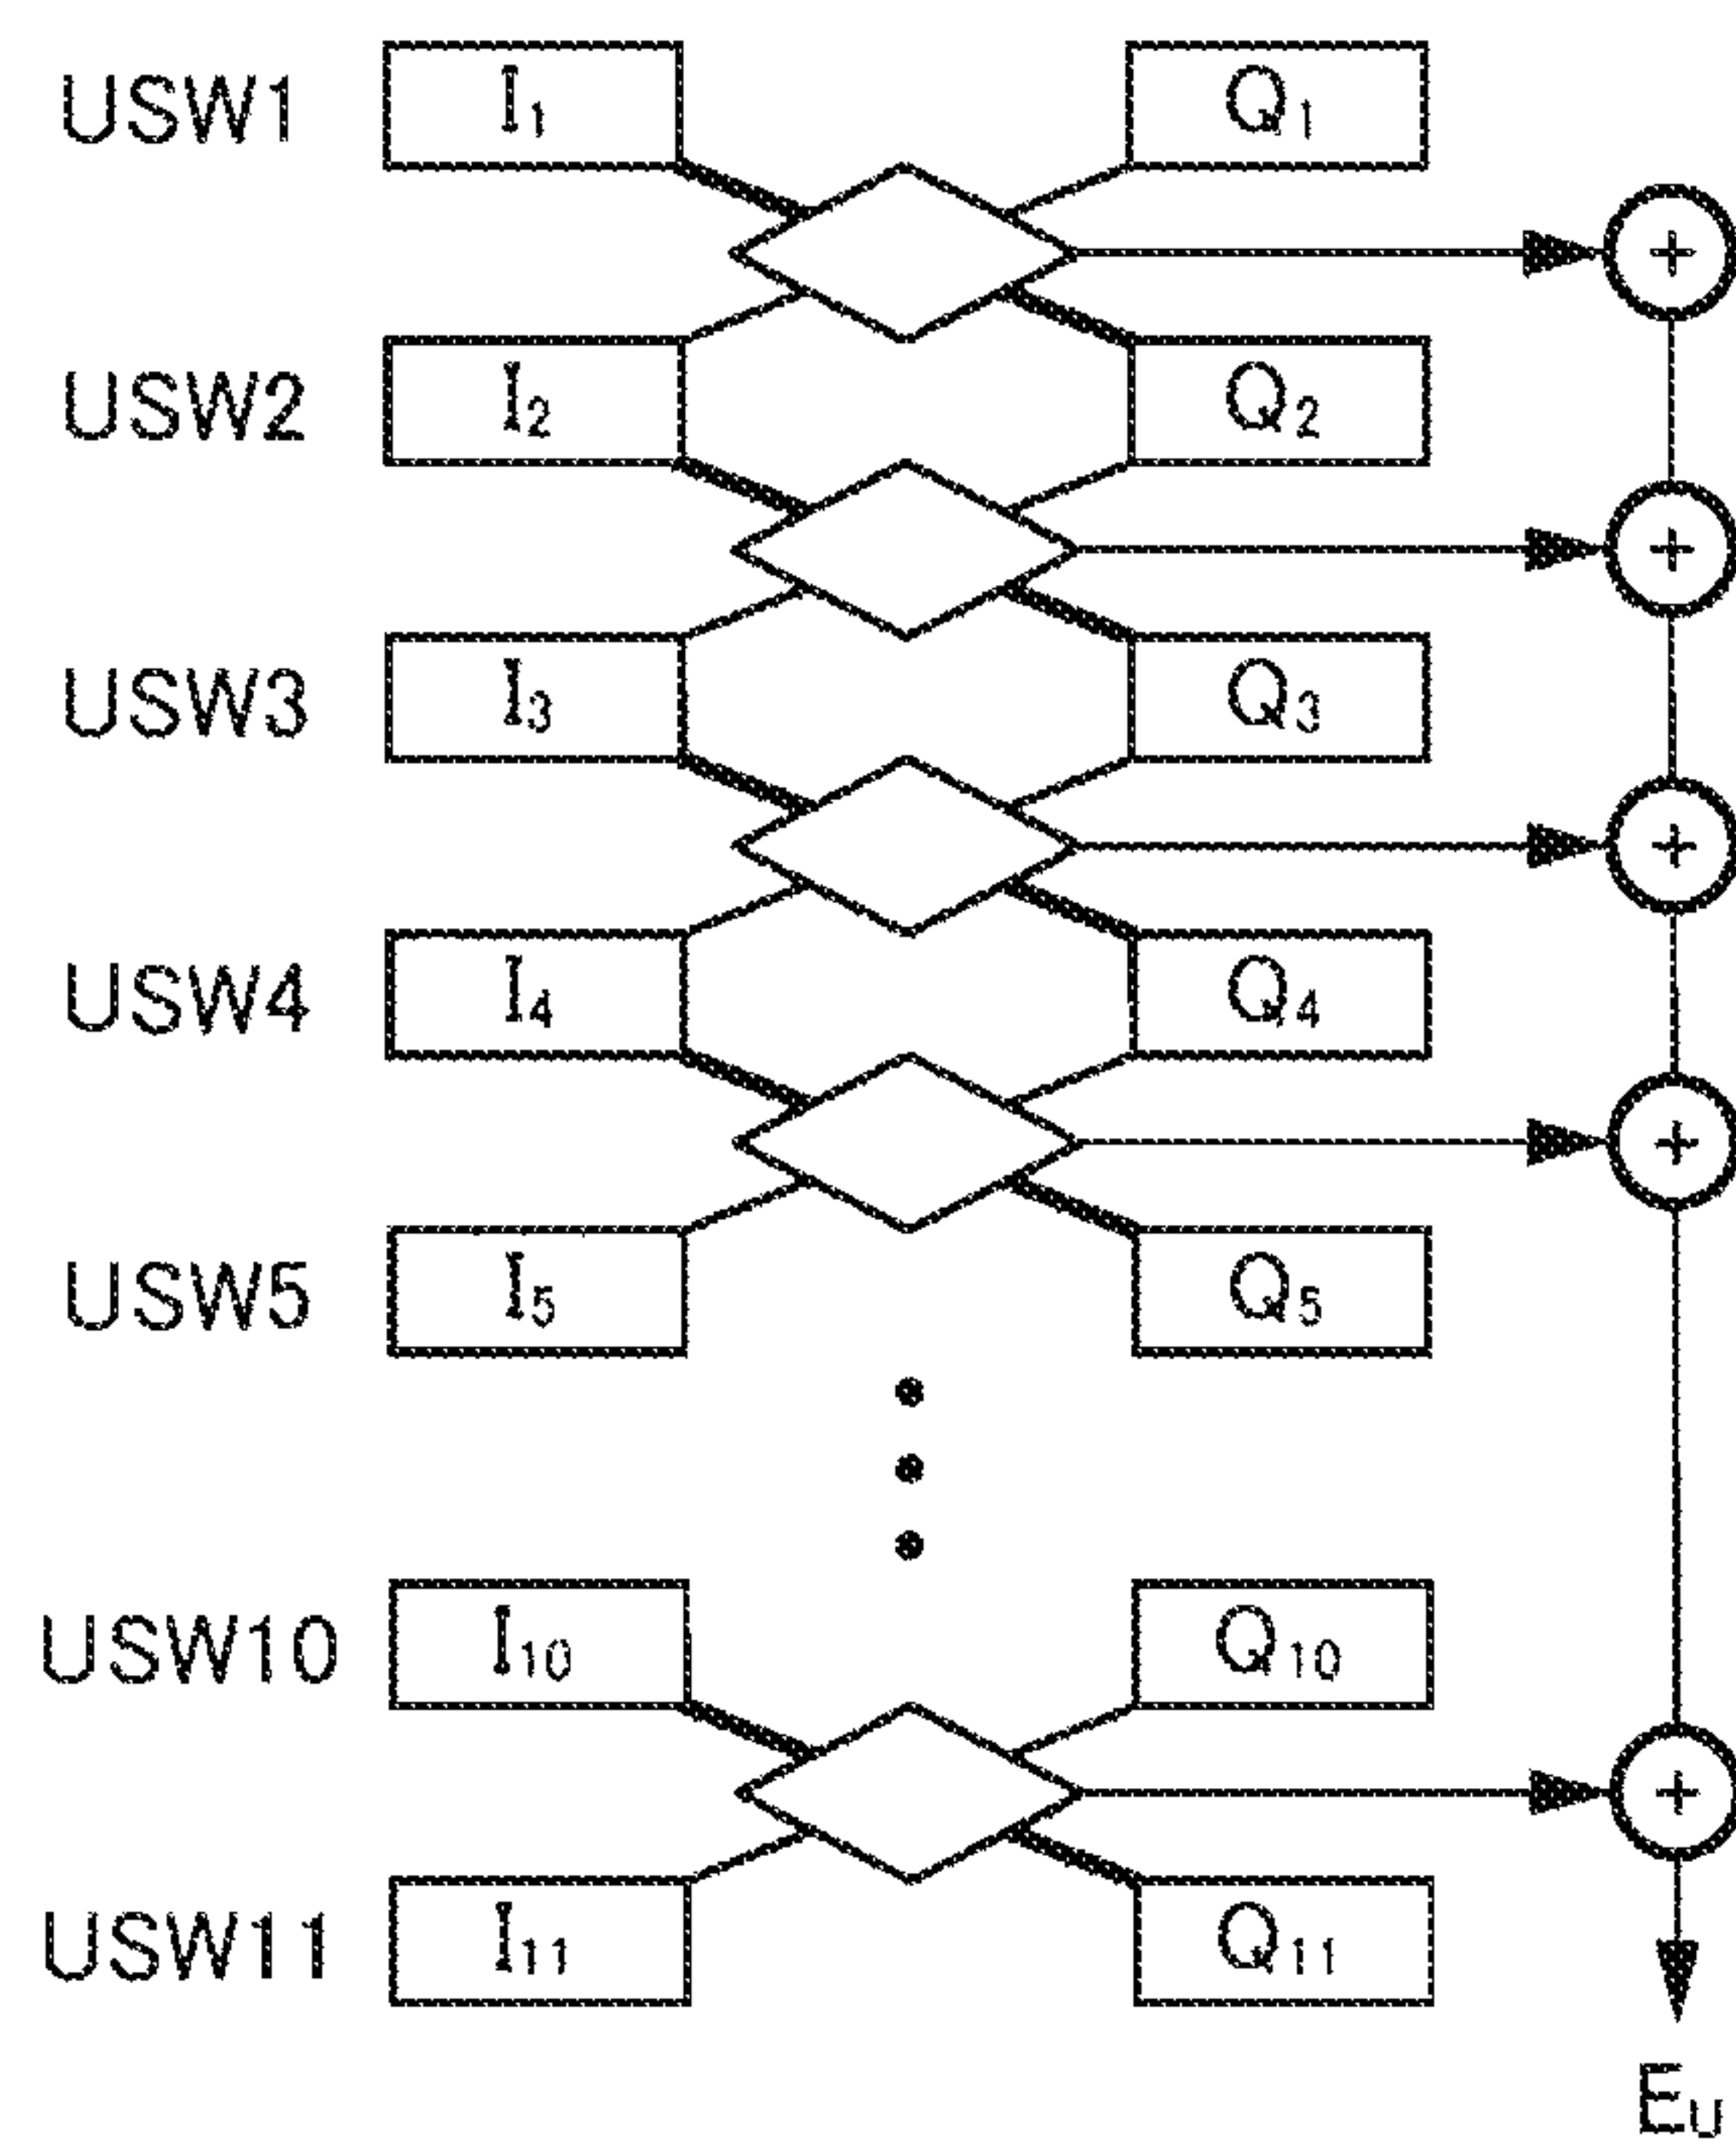 USW1 I₁ Q₁
+
USW2 I₂ Q₂
+
USW3 I₃ Q₃
+
USW4 I₄ Q₄
+
USW5 I₅ Q₅
USW10 I₁₀ Q₁₀
+
USW11 I₁₁ Q₁₁
E_U